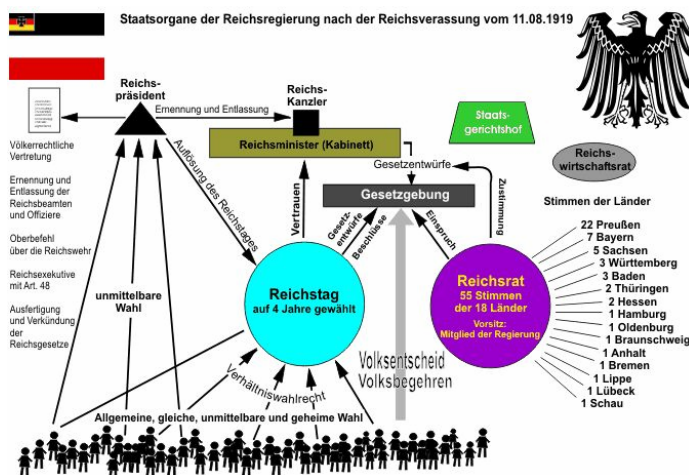 Staatsorgane der Reichsregierung nach der Reichsverassung vom 11.08.1919
Reichs-
präsident
Ernennung und Entlassung
Reichs-
Kanzler
Reichsminister (Kabinett)
Staats-
gerichtshof
Reichs-
wirtschaftsrat
Völkerrechtliche
Vertretung
Ernennung und
Entlassung der
Reichsbeamten
und Offiziere
Oberbefehl
über die Reichswehr
Reichsexekutive
mit Art. 48
Ausfertigung
und Verkündung
der
Reichsgesetze
unmittelbare
Wahl
Auflösung des Reichstages
Vertrauen
Gesetzentwürfe
Gesetzgebung
Gesetz-
entwürfe
Beschlüsse
Einspruch
Zustimmung
Reichstag
auf 4 Jahre gewählt
Reichsrat
55 Stimmen
der 18 Länder
Vorsitz:
Mitglied der Regierung
Stimmen der Länder
22 Preußen
7 Bayern
5 Sachsen
3 Württemberg
3 Baden
2 Thüringen
2 Hessen
1 Hamburg
1 Oldenburg
1 Braunschweig
1 Anhalt
1 Bremen
1 Lippe
1 Lübeck
1 Schau
Volksentscheid
Volksbegehren
Verhältniswahlrecht
Allgemeine, gleiche, unmittelbare und geheime Wahl